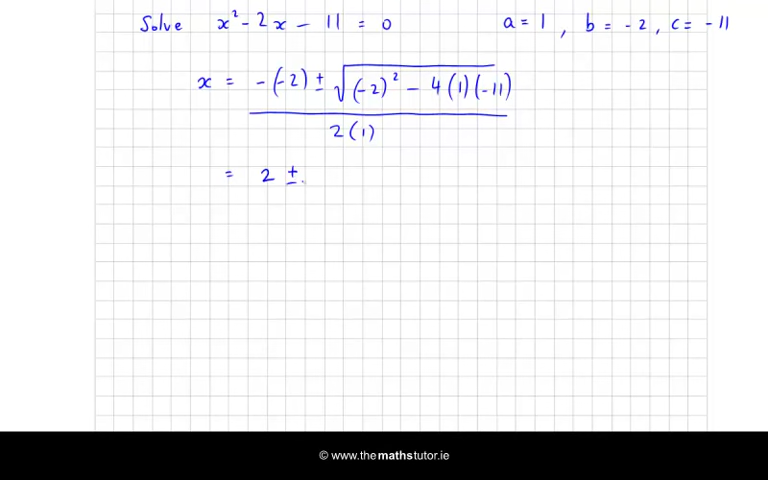 Solve x² - 2x - 11 = 0 a = 1 , b = -2 , c = -11
x = -(-2) ± √(-2)² - 4(1)(-11)
2(1)
= 2 ±
© www.themathstutor.ie